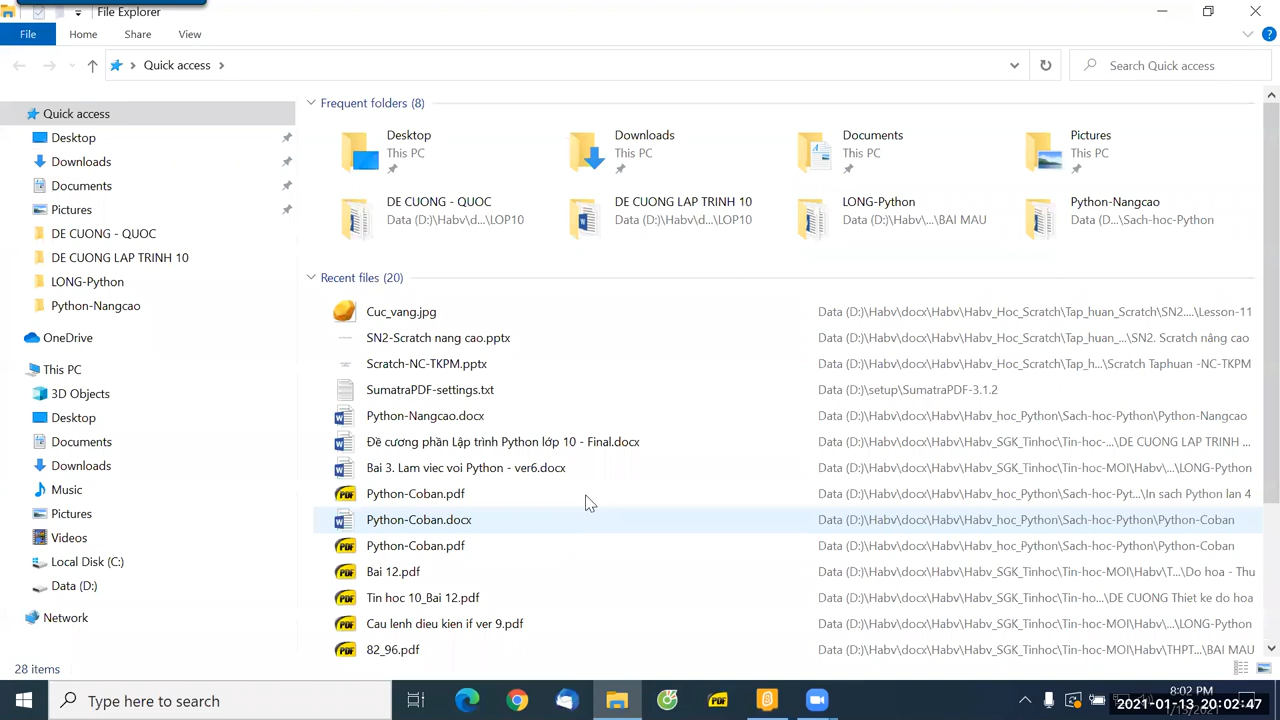 File Explorer
File Home Share View
Quick access
Search Quick access
Quick access
Desktop
Downloads
Documents
Pictures
DE CUONG - QUOC
DE CUONG LAP TRINH 10
LONG-Python
Python-Nangcao
OneDrive
This PC
3D Objects
Desktop
Documents
Downloads
Music
Pictures
Videos
Local Disk (C:)
Data (D:)
Network
Frequent folders (8)
Desktop
This PC
Downloads
This PC
Documents
This PC
Pictures
This PC
DE CUONG - QUOC
Data (D:)\Habv\d...\LOP10
DE CUONG LAP TRINH 10
Data (D:)\Habv\d...\LOP10
LONG-Python
Data (D:)\Habv\...\BAI MAU
Python-Nangcao
Data (D...\Sach-hoc-Python
Recent files (20)
Cuc_vang.jpg Data (D:)\Habv\docx\Habv\Habv_Hoc_Scratch\Tap_huan_Scratch\SN2....\Lesson-11
SN2-Scratch nang cao.pptx Data (D:)\Habv\docx\Habv\Habv_Hoc_Scratch\Tap_huan_...\SN2. Scratch nâng cao
Scratch-NC-TKPM.pptx Data (D:)\Habv\docx\Habv\Habv_Hoc_Scratch\Tap_h...\Scratch Taphuan -NC-TKPM
SumatraPDF-settings.txt Data (D:)\setup\SumatraPDF-3.1.2
Python-Nangcao.docx Data (D:)\Habv\docx\Habv\Habv_hoc_Python\Sach-hoc-Python\Python-Nangcao
Đề cương phần Lập trình Python lớp 10 - Final.docx Data (D:)\Habv\docx\Habv\Habv_SGK_Tinhoc\Tin-hoc-...\DE CUONG LAP TRINH ...
Bai 3. Lam viec voi Python - ver6.docx Data (D:)\Habv\docx\Habv\Habv_SGK_Tinhoc\Tin-hoc-MOI\Habv\...\LONG-Python
Python-Coban.pdf Data (D:)\Habv\docx\Habv\Habv_hoc_Python\Sach-hoc-Pyt...\In sach Python lan 4
Python-Coban.docx Data (D:)\Habv\docx\Habv\Habv_hoc_Python\Sach-hoc-Python\Python-Coban
Python-Coban.pdf Data (D:)\Habv\docx\Habv\Habv_hoc_Python\Sach-hoc-Python\Python-Coban
Bai 12.pdf Data (D:)\Habv\docx\Habv\Habv_SGK_Tinhoc\Tin-hoc-MOI\Habv\T...\Do hoa - Thu
Tin hoc 10_Bai 12.pdf Data (D:)\Habv\docx\Habv\Habv_SGK_Tinhoc\Tin-ho...\DE CUONG Thiet ke do hoa
Cau lenh dieu kien if ver 9.pdf Data (D:)\Habv\docx\Habv\Habv_SGK_Tinhoc\Tin-hoc-MOI\Habv\...\LONG-Python
82_96.pdf Data (D:)\Habv\docx\Habv\Habv_SGK_Tinhoc\Tin-hoc-MOI\Habv\THPT...\BAI MAU
28 items
Type here to search
PDF
8:02 PM
2021-01-13 20:02:47